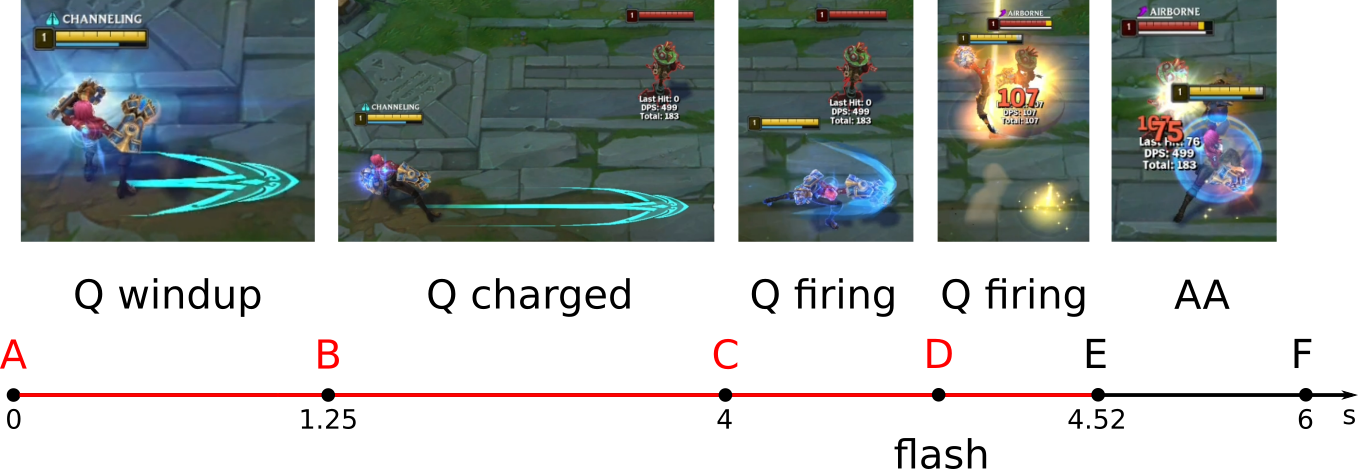 CHANNELING
1
CHANNELING
1
1
Last Hit: 0
DPS: 499
Total: 183
1
1
Last Hit: 0
DPS: 499
Total: 183
AIRBORNE
1
1
107
DPS: 107
Total: 107
AIRBORNE
1
1
75
Last Hit: 76
DPS: 499
Total: 183
Q windup
Q charged
Q firing
Q firing
AA
A
B
C
D
E
F
0
1.25
4
4.52
6
s
flash